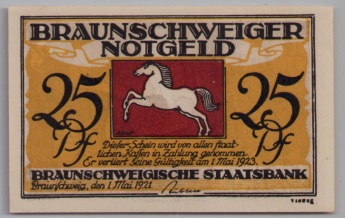 BRAUNSCHWEIGER
NOTGELD
25 Pf
25 Pf
Dieser Schein wird von allen staat-
lichen Kassen in Zahlung genommen.
Er verliert seine Gültigkeit am 1 Mai 1923.
BRAUNSCHWEIGISCHE STAATSBANK
Braunschweig, den 1. Mai 1921.